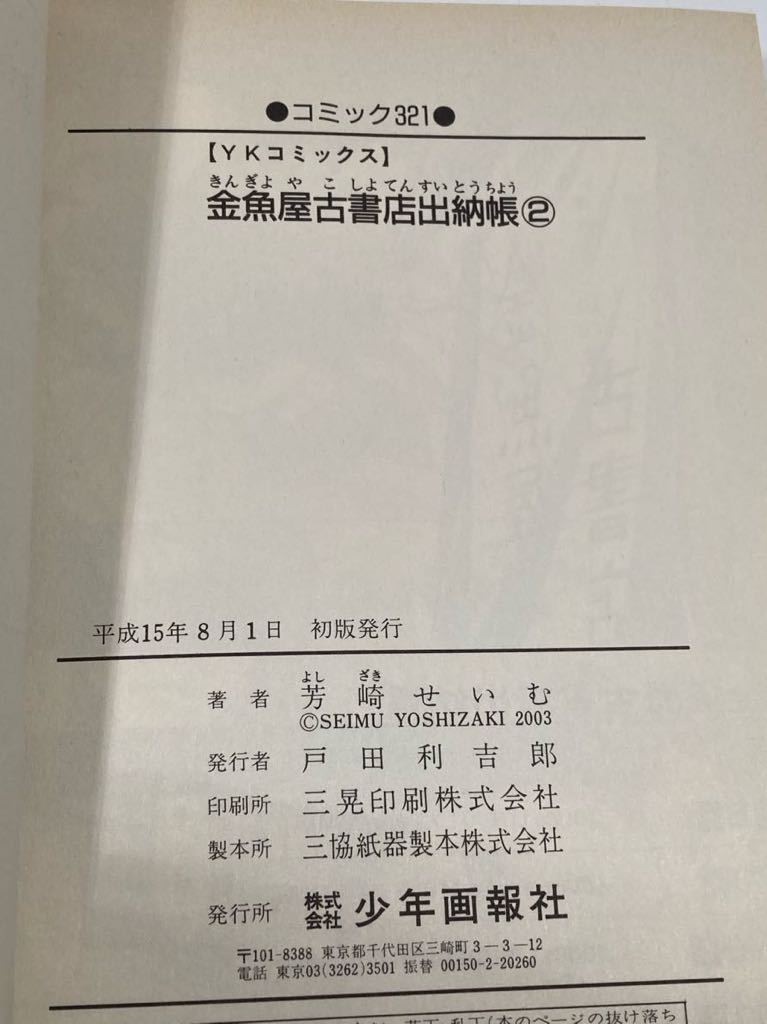 ●コミック321●
【YKコミックス】
きんぎよやこしよてんすいとうちよう
金魚屋古書店出納帳②
平成15年8月1日 初版発行
よし ざき
著者 芳崎せいむ
©SEIMU YOSHIZAKI 2003
発行者 戸田利吉郎
印刷所 三晃印刷株式会社
製本所 三協紙器製本株式会社
発行所 株式会社 少年画報社
〒101-8388 東京都千代田区三崎町3－3－12
電話 東京03(3262)3501 振替 00150-2-20260
乱丁(本のページの抜け落ち